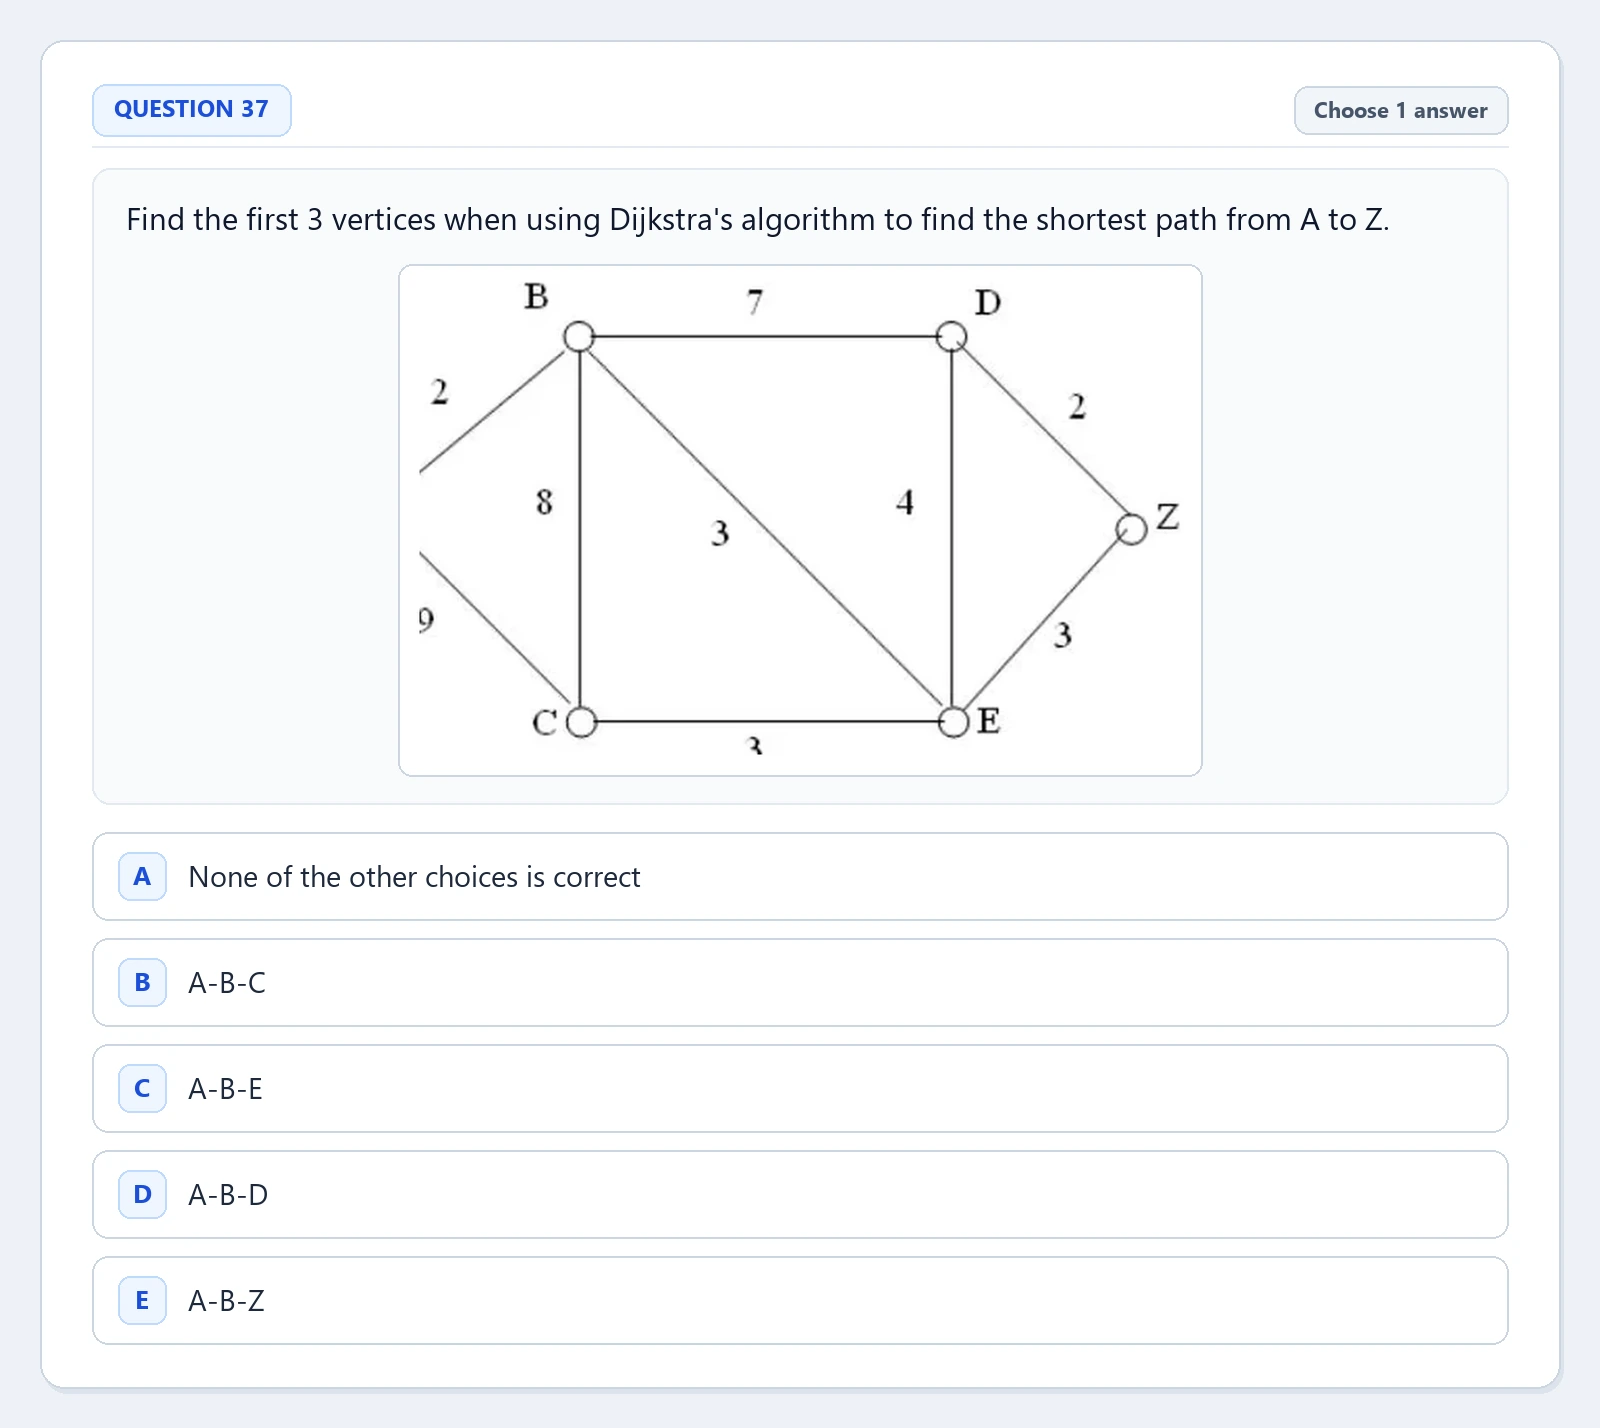 QUESTION 37
Choose 1 answer
Find the first 3 vertices when using Dijkstra's algorithm to find the shortest path from A to Z.
B
7
D
2
2
8
3
4
Z
9
3
C
E
3
A
None of the other choices is correct
B
A-B-C
C
A-B-E
D
A-B-D
E
A-B-Z